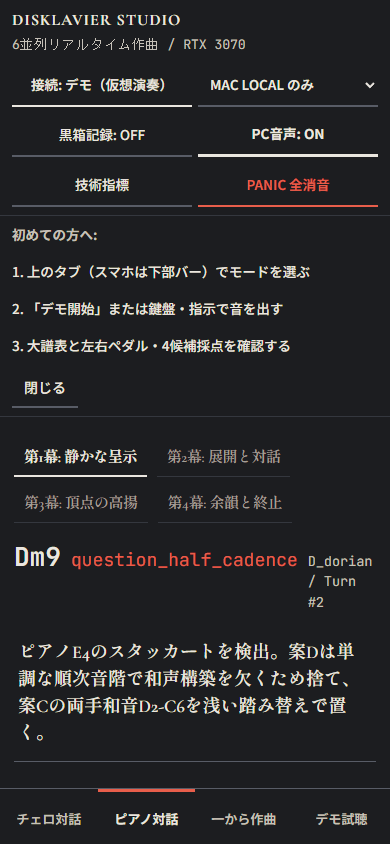 DISKLAVIER STUDIO
6並列リアルタイム作曲 / RTX 3070
接続: デモ（仮想演奏）
MAC LOCAL のみ
黒箱記録: OFF
PC音声: ON
技術指標
PANIC 全消音
初めての方へ:
1. 上のタブ（スマホは下部バー）でモードを選ぶ
2. 「デモ開始」または鍵盤・指示で音を出す
3. 大譜表と左右ペダル・4候補採点を確認する
閉じる
第1幕: 静かな呈示
第2幕: 展開と対話
第3幕: 頂点の高揚
第4幕: 余韻と終止
Dm9 question_half_cadence D_dorian
/ Turn
#2
ピアノE4のスタッカートを検出。案Dは単
調な順次音階で和声構築を欠くため捨て、
案Cの両手和音D2-C6を浅い踏み替えで置
く。
チェロ対話
ピアノ対話
一から作曲
デモ試聴